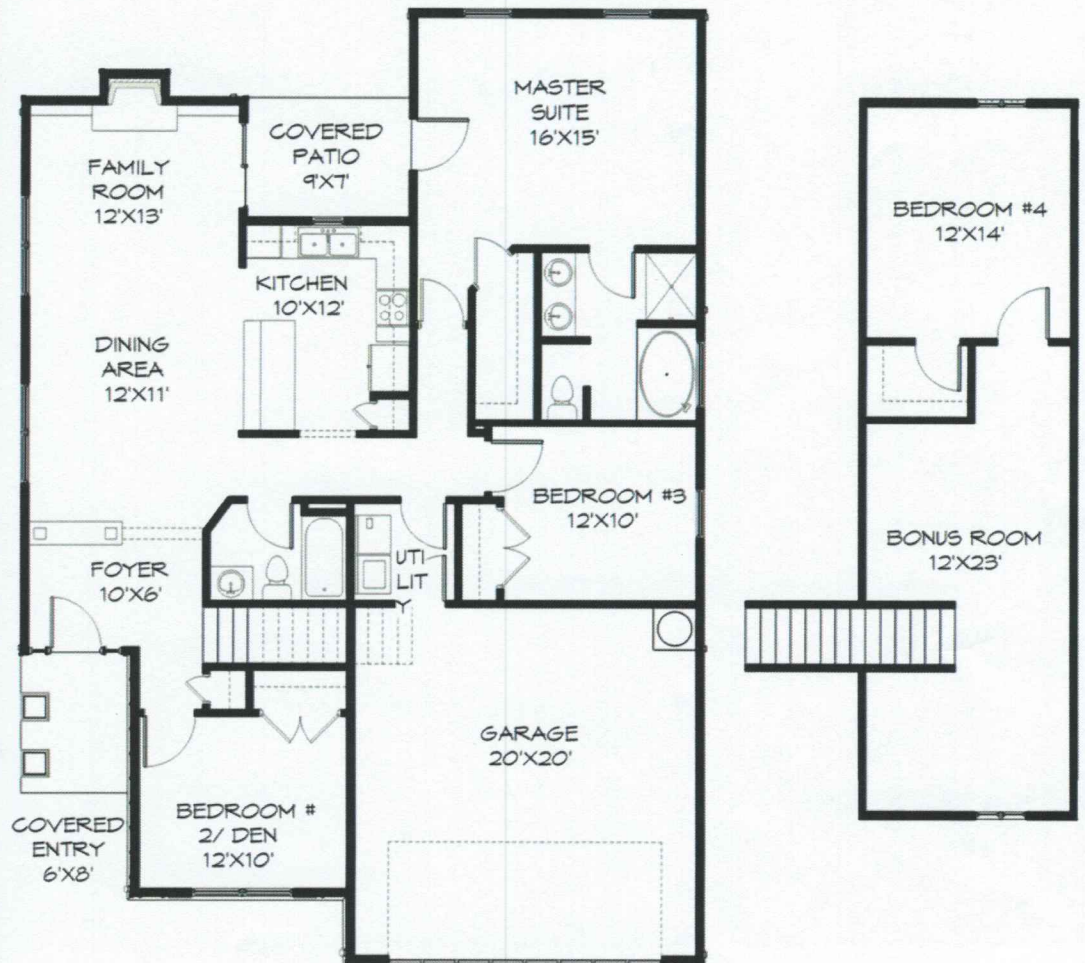 MASTER
SUITE
16'X15'
COVERED
PATIO
9'X7'
FAMILY
ROOM
12'X13'
BEDROOM #4
12'X14'
KITCHEN
10'X12'
DINING
AREA
12'X11'
BEDROOM #3
12'X10'
UTI
LIT
Y
BONUS ROOM
12'X23'
FOYER
10'X6'
GARAGE
20'X20'
BEDROOM #
2/ DEN
12'X10'
COVERED
ENTRY
6'X8'